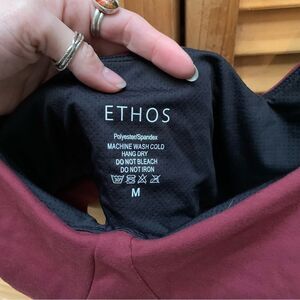 ETHOS
Polyester/Spandex
MACHINE WASH COLD
HANG DRY
DO NOT BLEACH
DO NOT IRON
M